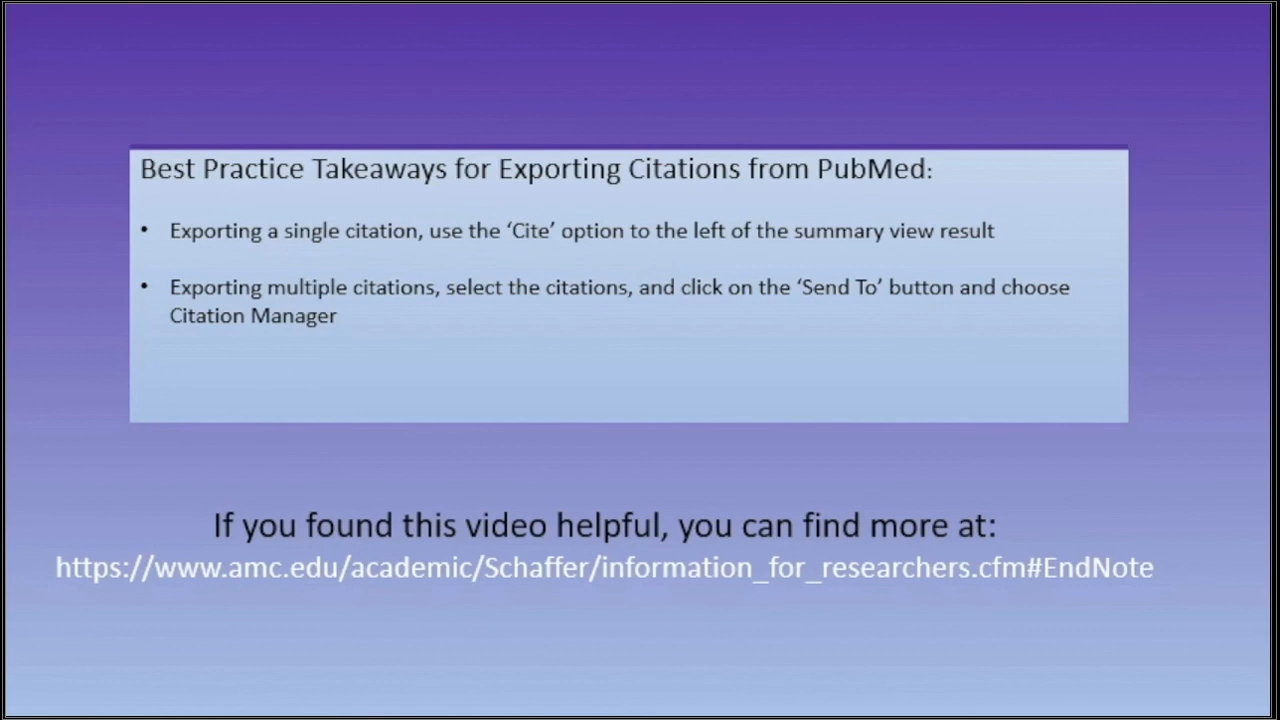 Best Practice Takeaways for Exporting Citations from PubMed:
• Exporting a single citation, use the ‘Cite’ option to the left of the summary view result
• Exporting multiple citations, select the citations, and click on the ‘Send To’ button and choose
Citation Manager
If you found this video helpful, you can find more at:
https://www.amc.edu/academic/Schaffer/information_for_researchers.cfm#EndNote